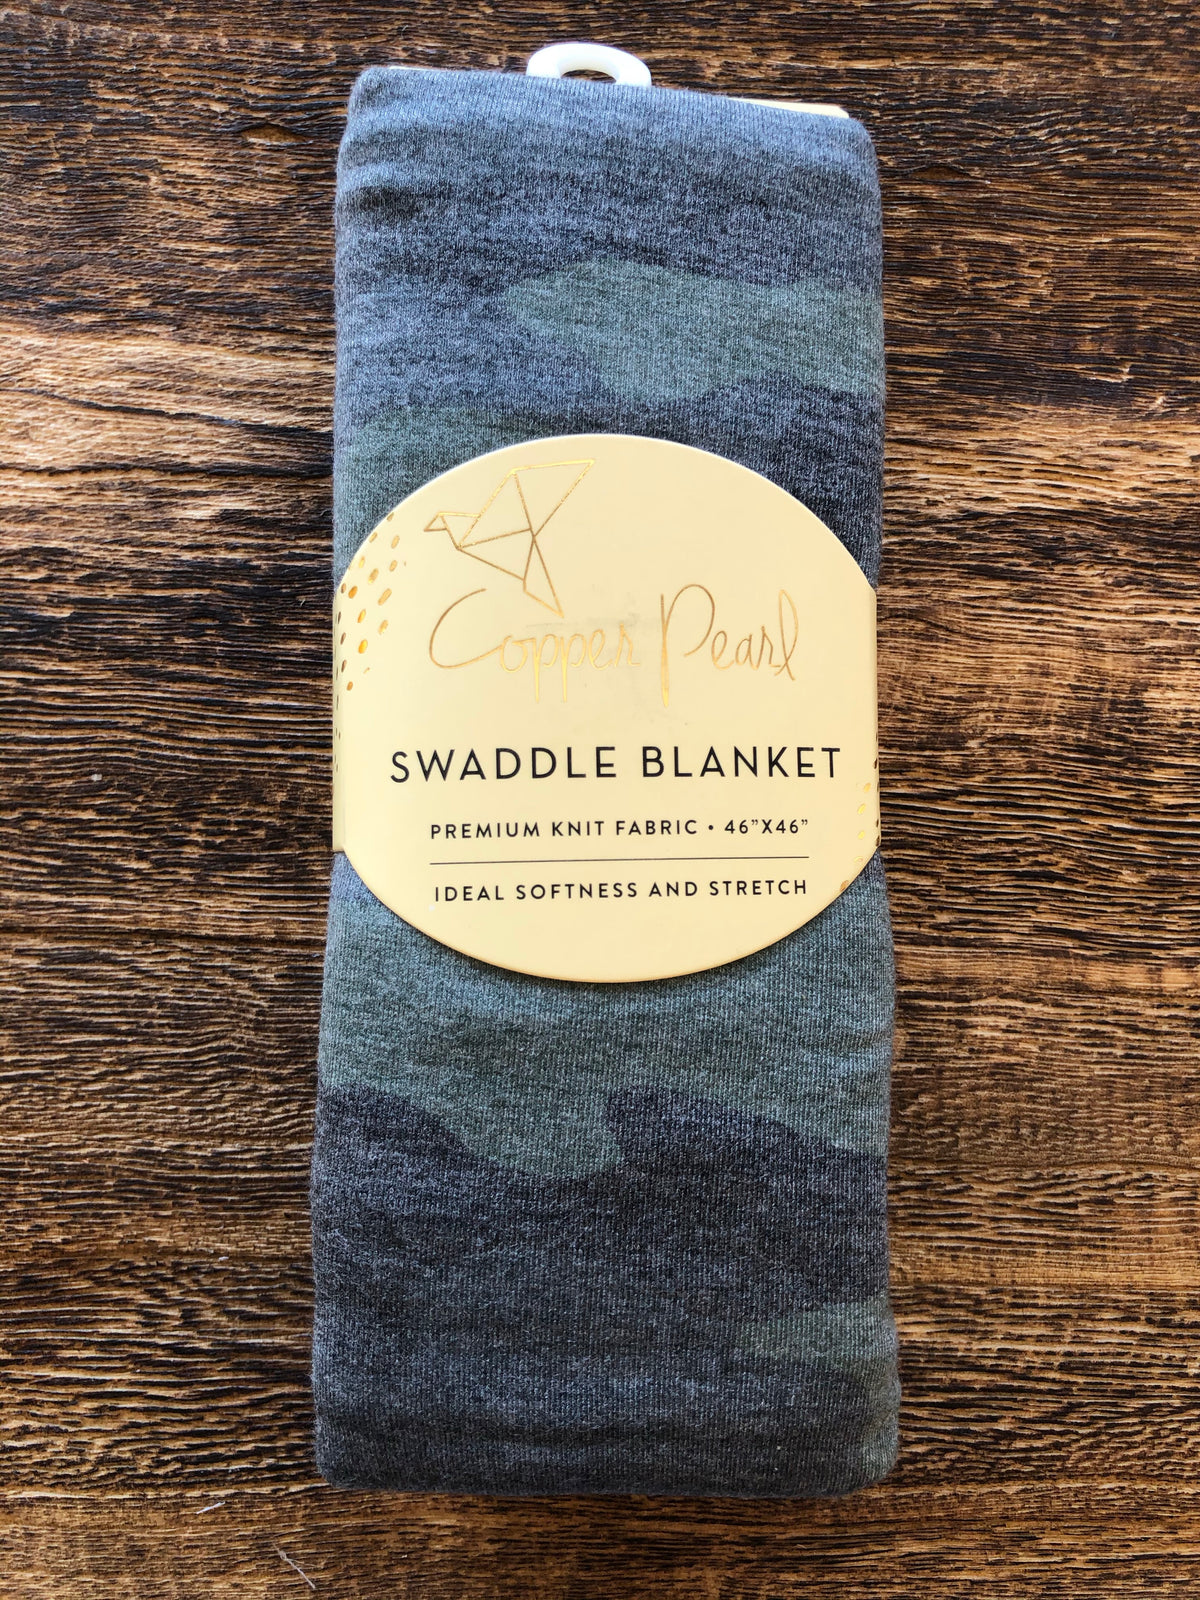 Copper Pearl
SWADDLE BLANKET
PREMIUM KNIT FABRIC • 46”X46”
IDEAL SOFTNESS AND STRETCH